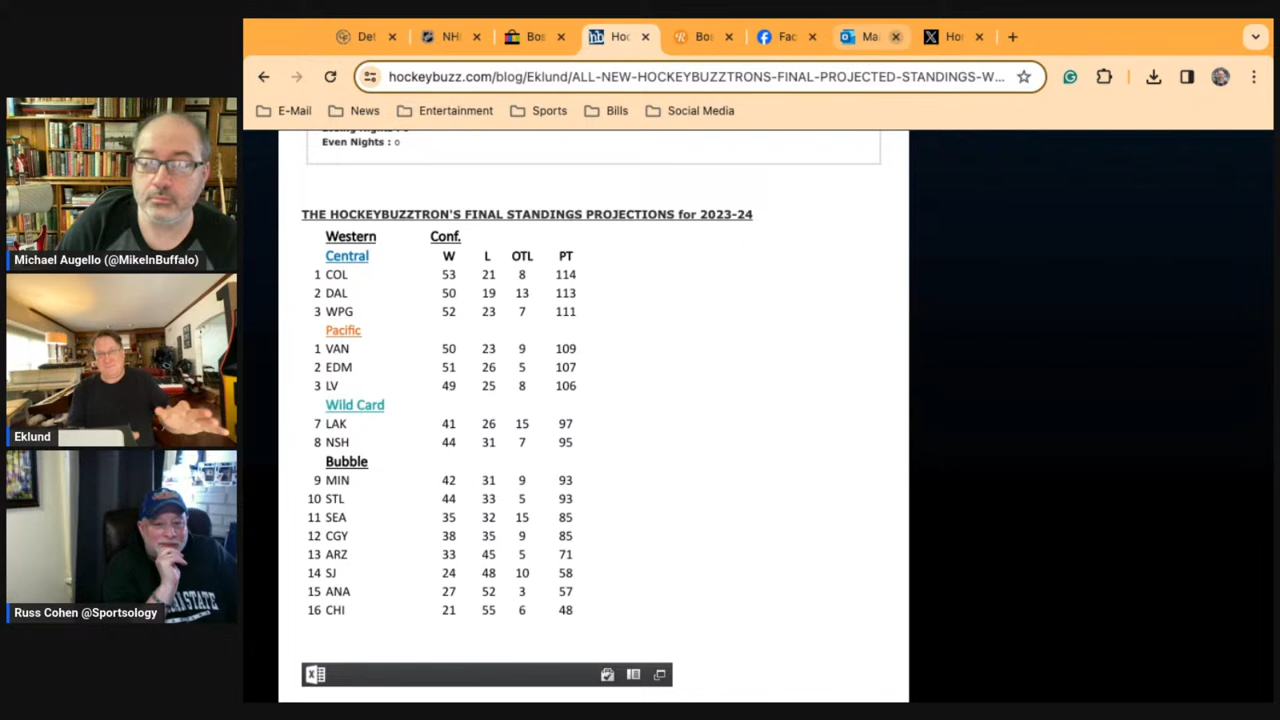 Det
NH
Bos
Hoc
Bos
Fac
Ma
Ho
hockeybuzz.com/blog/Eklund/ALL-NEW-HOCKEYBUZZTRONS-FINAL-PROJECTED-STANDINGS-W...
E-Mail
News
Entertainment
Sports
Bills
Social Media
Even Nights : 0
THE HOCKEYBUZZTRON'S FINAL STANDINGS PROJECTIONS for 2023-24
Western Conf.
Central W L OTL PT
1 COL 53 21 8 114
2 DAL 50 19 13 113
3 WPG 52 23 7 111
Pacific
1 VAN 50 23 9 109
2 EDM 51 26 5 107
3 LV 49 25 8 106
Wild Card
7 LAK 41 26 15 97
8 NSH 44 31 7 95
Bubble
9 MIN 42 31 9 93
10 STL 44 33 5 93
11 SEA 35 32 15 85
12 CGY 38 35 9 85
13 ARZ 33 45 5 71
14 SJ 24 48 10 58
15 ANA 27 52 3 57
16 CHI 21 55 6 48
Michael Augello (@MikeInBuffalo)
Eklund
STATE
Russ Cohen @Sportsology